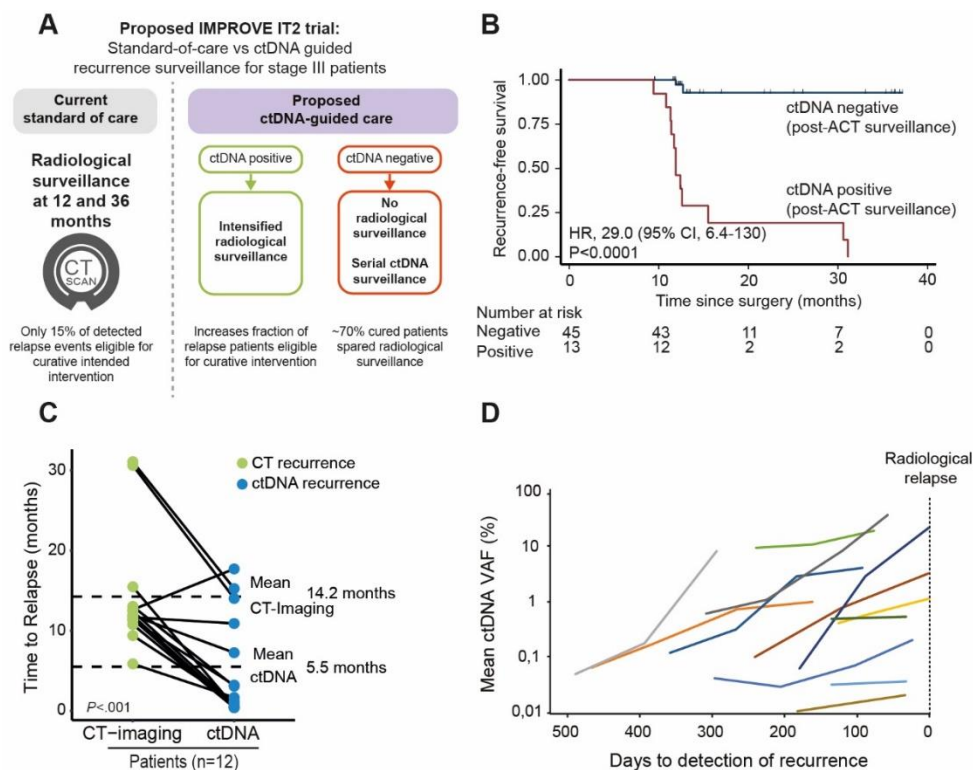 A
Proposed IMPROVE IT2 trial:
Standard-of-care vs ctDNA guided
recurrence surveillance for stage III patients
Current
standard of care
Radiological
surveillance
at 12 and 36
months
CT
SCAN
Only 15% of detected
relapse events eligible for
curative intended
intervention
Proposed
ctDNA-guided care
ctDNA positive
Intensified
radiological
surveillance
Increases fraction of
relapse patients eligible
for curative intervention
ctDNA negative
No
radiological
surveillance
Serial ctDNA
surveillance
~70% cured patients
spared radiological
surveillance
B
Recurrence-free survival
1.00
0.75
0.50
0.25
0.00
ctDNA negative
(post-ACT surveillance)
ctDNA positive
(post-ACT surveillance)
HR, 29.0 (95% CI, 6.4-130)
P<0.0001
0 10 20 30 40
Time since surgery (months)
Number at risk
Negative 45 43 11 7 0
Positive 13 12 2 2 0
C
Time to Relapse (months)
30
20
10
0
CT recurrence
ctDNA recurrence
Mean
14.2 months
CT-Imaging
Mean
5.5 months
ctDNA
P<.001
CT−imaging ctDNA
Patients (n=12)
D
Radiological
relapse
Mean ctDNA VAF (%)
100
10
1
0,1
0,01
500 400 300 200 100 0
Days to detection of recurrence